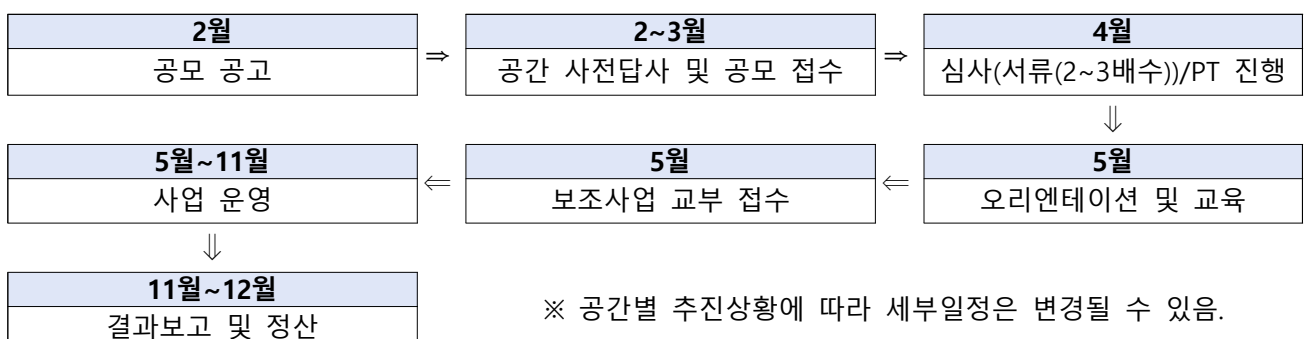 2월
공모 공고
⇒
2~3월
공간 사전답사 및 공모 접수
⇒
4월
심사(서류(2~3배수))/PT 진행
⇓
5월
오리엔테이션 및 교육
⇐
5월
보조사업 교부 접수
⇐
5월~11월
사업 운영
⇓
11월~12월
결과보고 및 정산
※ 공간별 추진상황에 따라 세부일정은 변경될 수 있음.